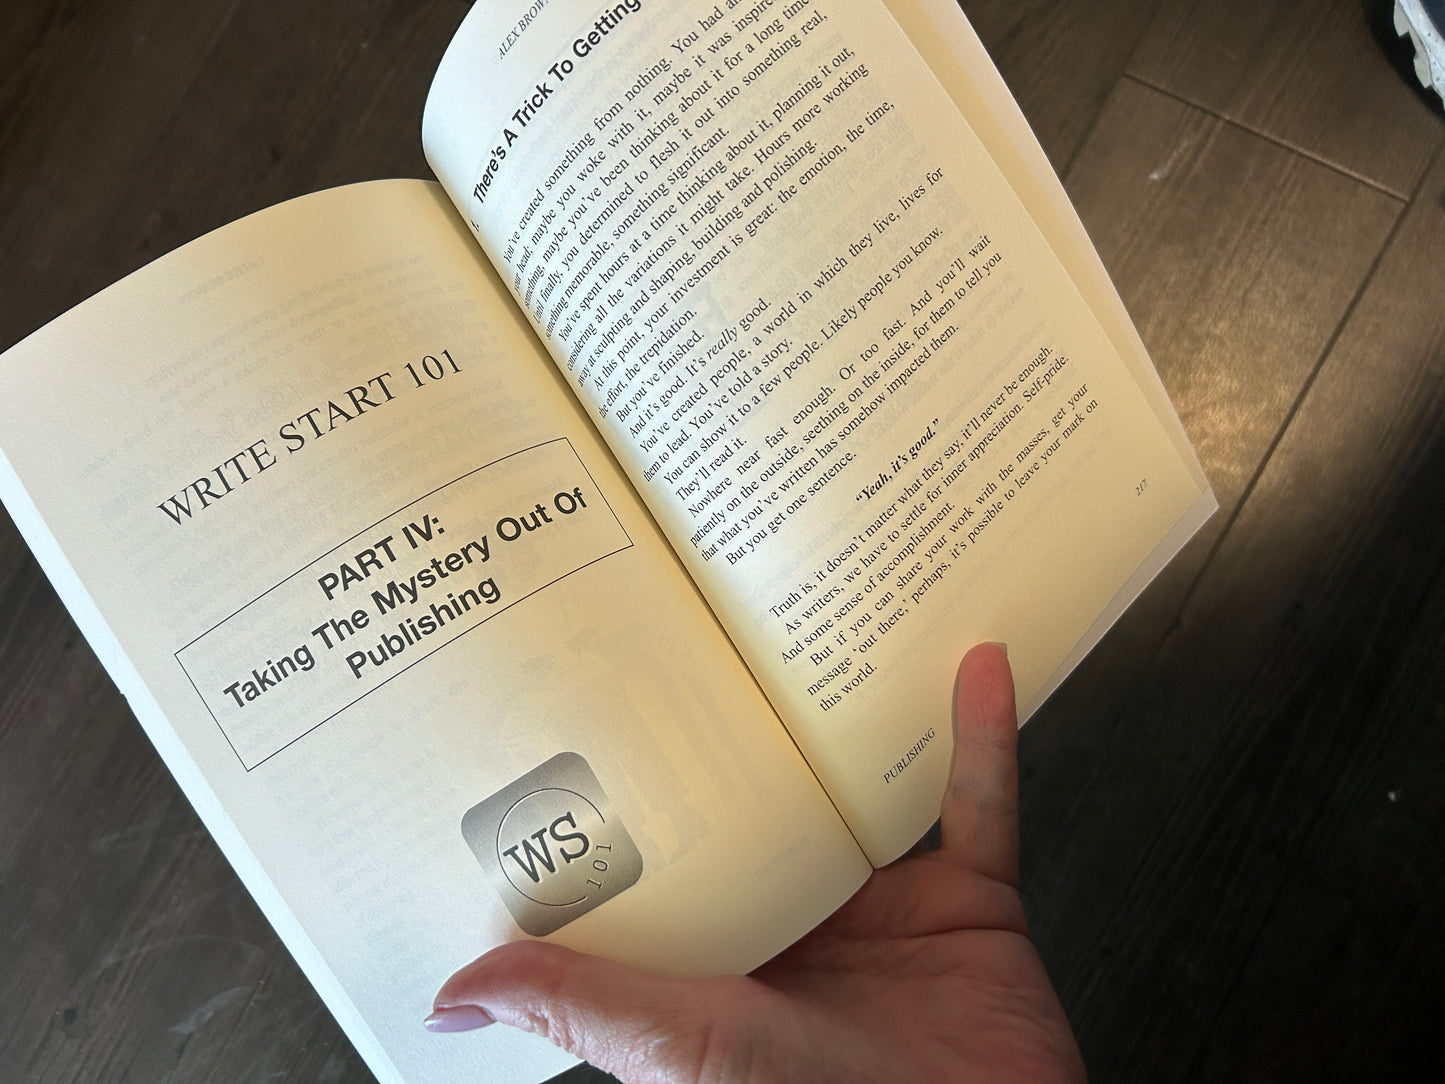 WRITE START 101
PART IV:
Taking The Mystery Out Of
Publishing
WS
101
ALEX BROWN
There's A Trick To Getting
You've created something from nothing. You had an
your head; maybe you woke with it, maybe it was inspired
something, maybe you've been thinking about it for a long time
Until finally, you determined to flesh it out into something real,
something memorable, something significant.
You've spent hours at a time thinking about it, planning it out,
considering all the variations it might take. Hours more working
away at sculpting and shaping, building and polishing.
At this point, your investment is great: the emotion, the time,
the effort, the trepidation.
But you've finished.
And it's good. It's really good.
You've created people, a world in which they live, lives for
them to lead. You've told a story.
You can show it to a few people. Likely people you know.
They'll read it.
Nowhere near fast enough. Or too fast. And you'll wait
patiently on the outside, seething on the inside, for them to tell you
that what you've written has somehow impacted them.
But you get one sentence.
“Yeah, it's good.”
Truth is, it doesn't matter what they say, it'll never be enough.
As writers, we have to settle for inner appreciation. Self-pride.
And some sense of accomplishment.
But if you can share your work with the masses, get your
message ‘out there,’ perhaps, it's possible to leave your mark on
this world.
PUBLISHING
217